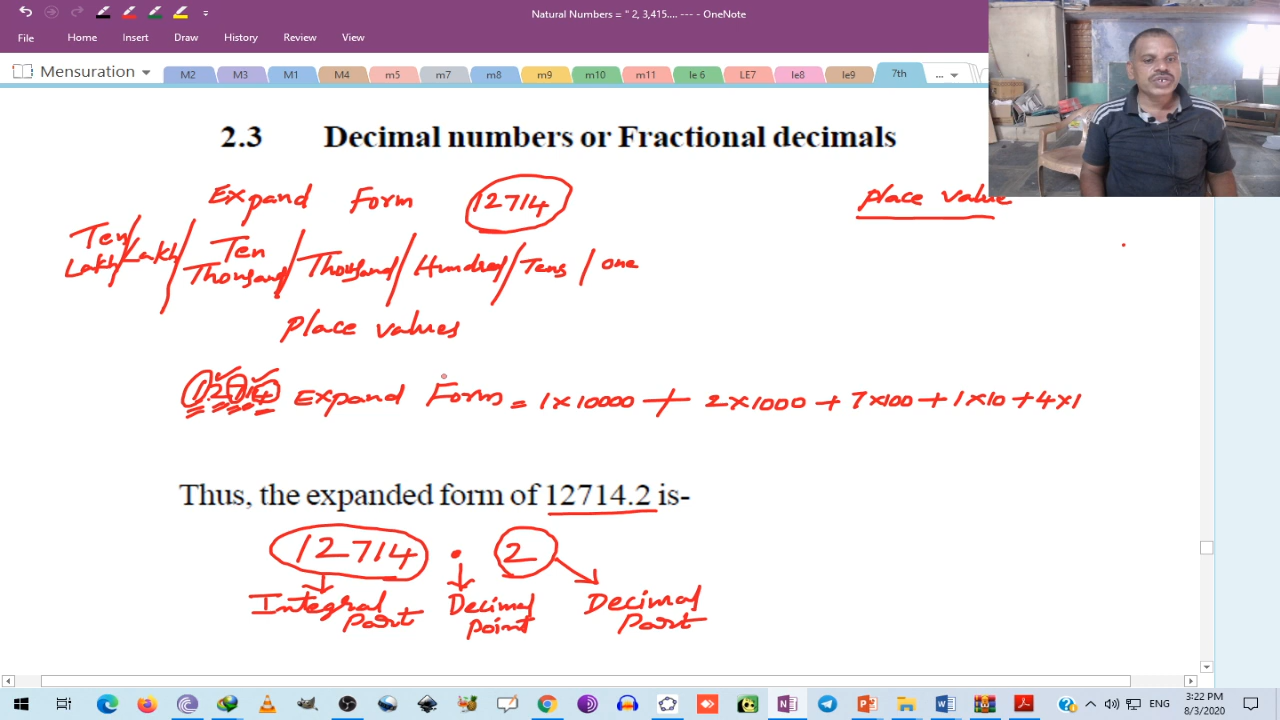 Natural Numbers = " 2, 3,415.... --- - OneNote
File Home Insert Draw History Review View
Mensuration M2 M3 M1 M4 m5 m7 m8 m9 m10 m11 le 6 LE7 le8 le9 7th ...
2.3 Decimal numbers or Fractional decimals
Expand Form 12714 place value
Ten Lakh / Lakh / Ten Thousand / Thousand / Hundred / Tens / one
place values
12714 Expand Form = 1×10000 + 2×1000 + 7×100 + 1×10 + 4×1
Thus, the expanded form of 12714.2 is-
12714 . 2
Integral Part Decimal Point Decimal Part
ENG 3:22 PM
8/3/2020